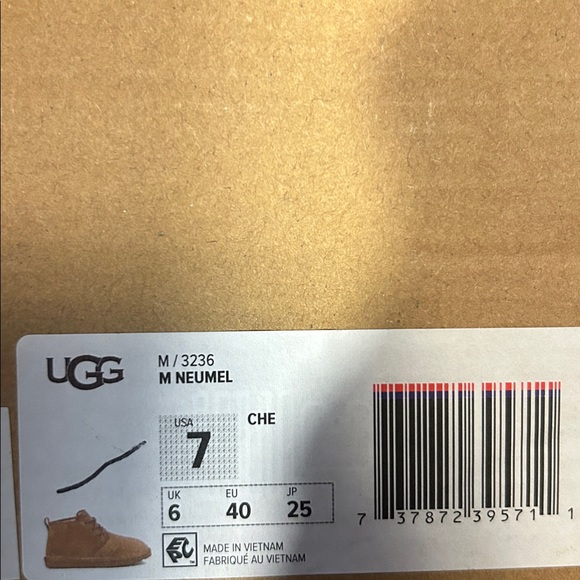 UGG
M / 3236
M NEUMEL
USA
7
CHE
UK EU JP
6 40 25
7 37872 39571 1
MADE IN VIETNAM
FABRIQUÉ AU VIETNAM